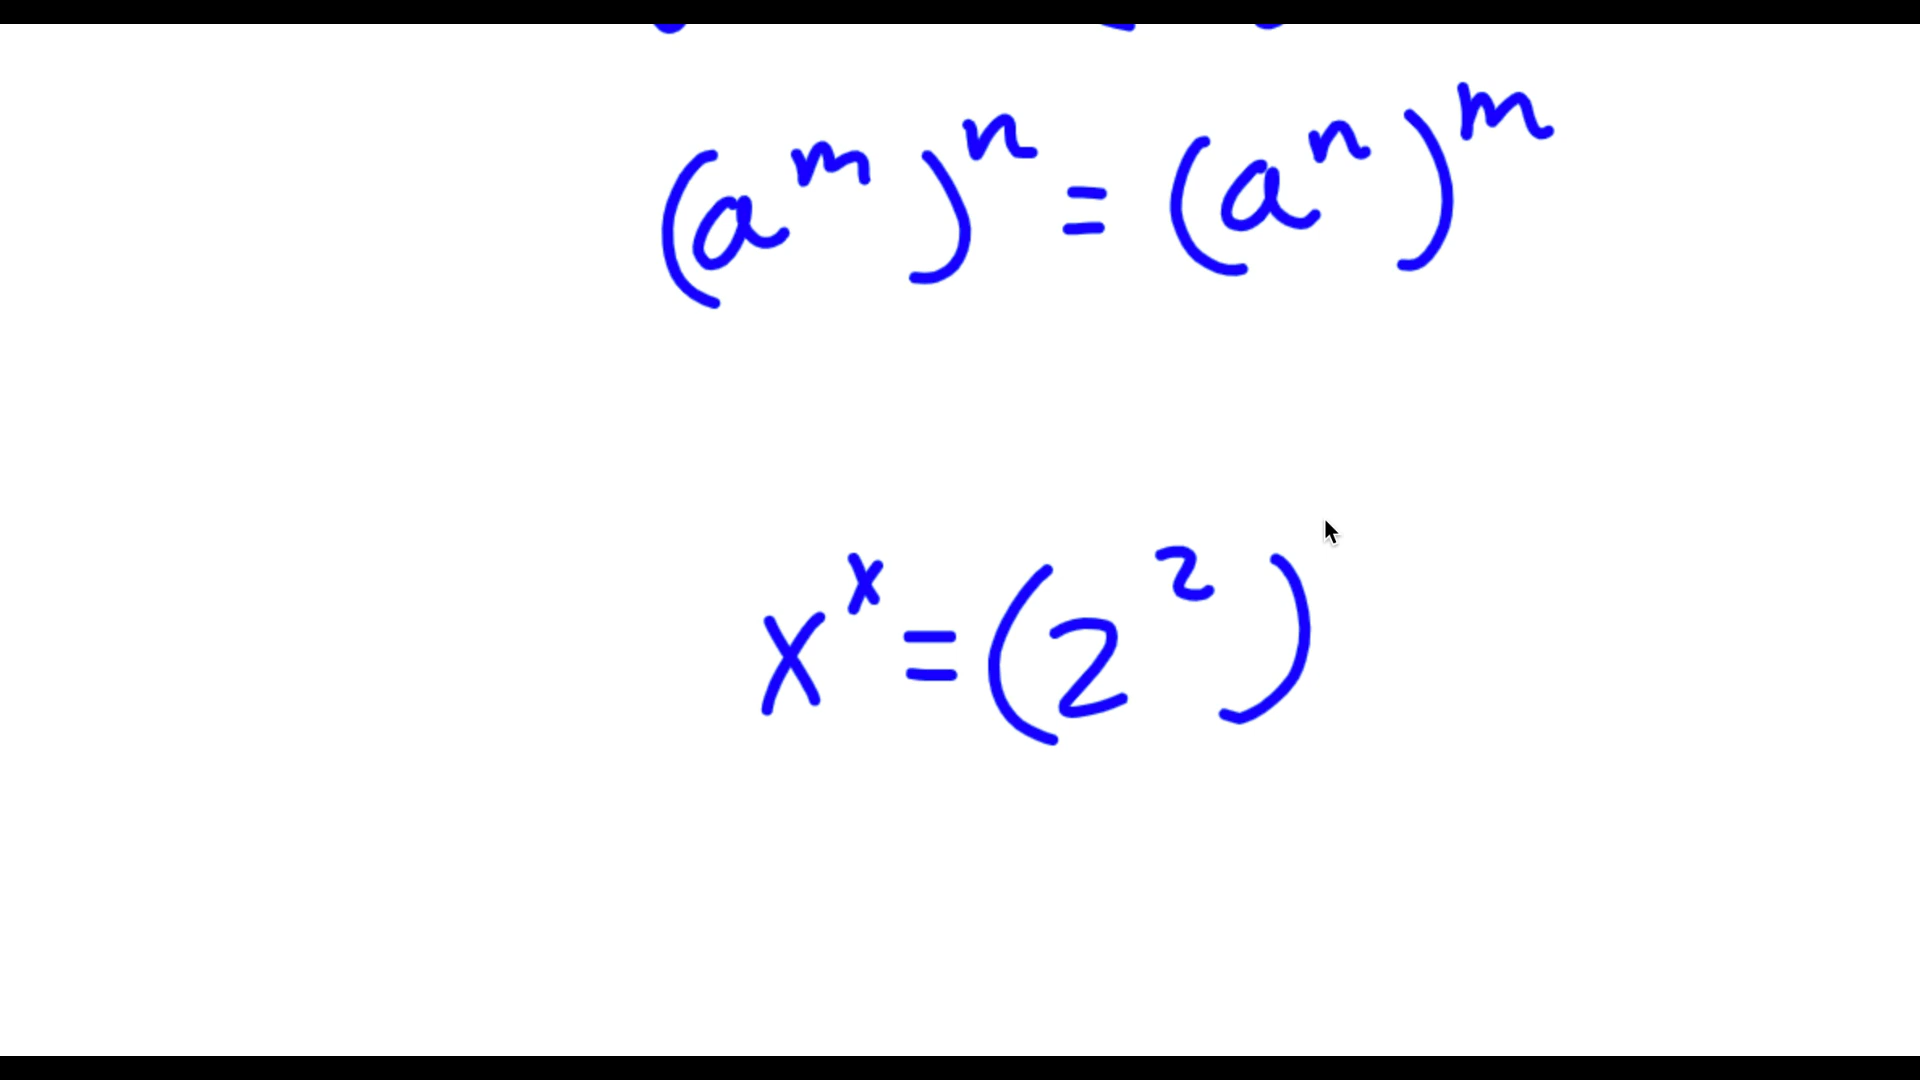 (a^m)^n = (a^n)^m
x^x = (2^2)